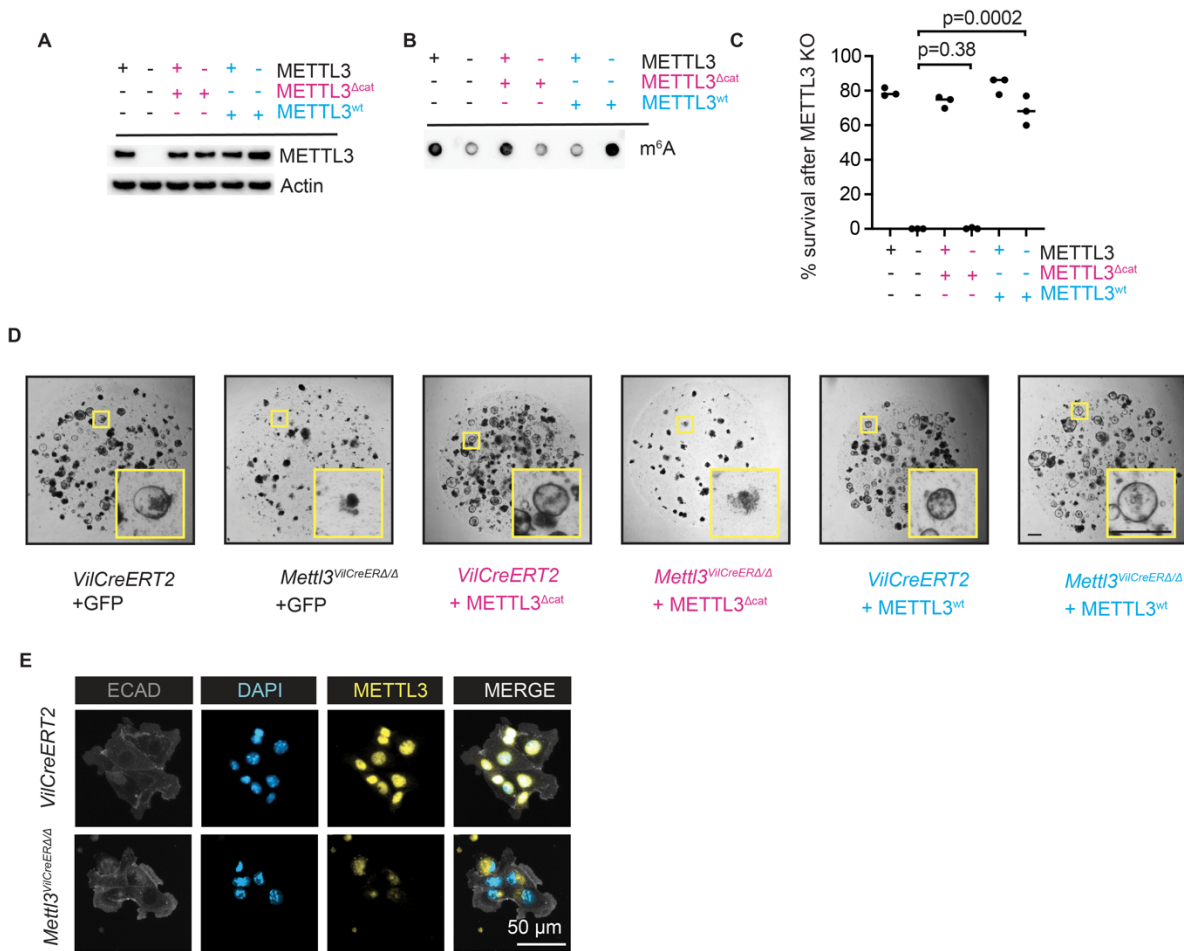 A
+ - + - + - METTL3
- - + + - - METTL3Δcat
- - - - + + METTL3wt
METTL3
Actin
B
+ - + - + - METTL3
- - + + - - METTL3Δcat
- - - - + + METTL3wt
m6A
C
p=0.0002
p=0.38
% survival after METTL3 KO
100
80
60
40
20
0
+ - + - + - METTL3
- - + + - - METTL3Δcat
- - - - + + METTL3wt
D
VilCreERT2
+GFP
Mettl3VilCreERΔ/Δ
+GFP
VilCreERT2
+ METTL3Δcat
Mettl3VilCreERΔ/Δ
+ METTL3Δcat
VilCreERT2
+ METTL3wt
Mettl3VilCreERΔ/Δ
+ METTL3wt
E
ECAD DAPI METTL3 MERGE
VilCreERT2
Mettl3VilCreERΔ/Δ
50 µm